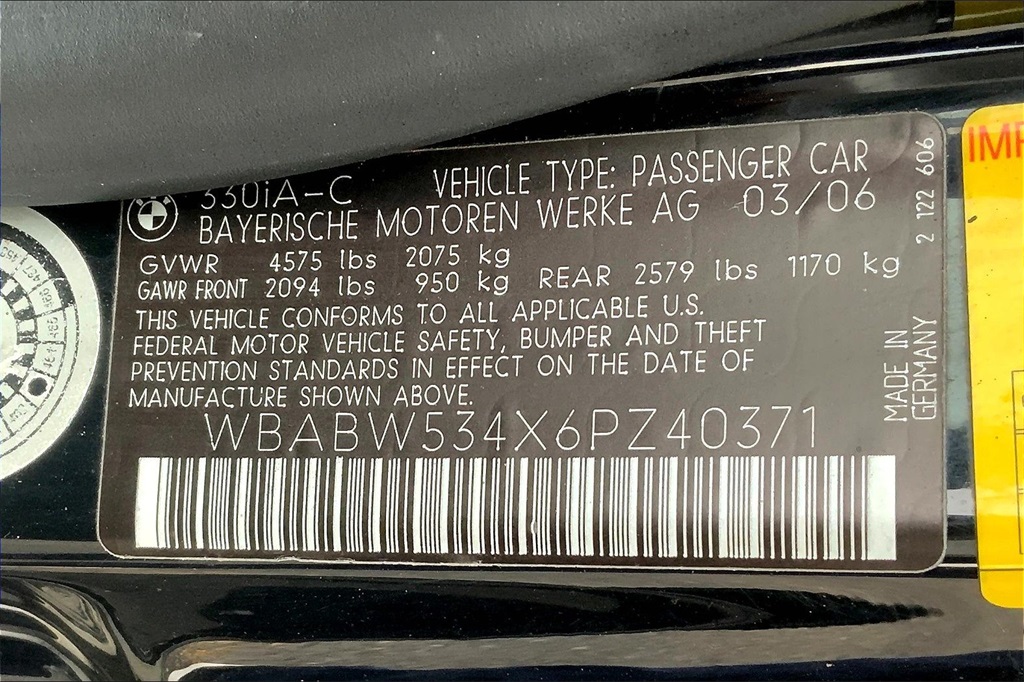 330iA-C VEHICLE TYPE: PASSENGER CAR
BAYERISCHE MOTOREN WERKE AG 03/06
GVWR 4575 lbs 2075 kg
GAWR FRONT 2094 lbs 950 kg REAR 2579 lbs 1170 kg
THIS VEHICLE CONFORMS TO ALL APPLICABLE U.S.
FEDERAL MOTOR VEHICLE SAFETY, BUMPER AND THEFT
PREVENTION STANDARDS IN EFFECT ON THE DATE OF
MANUFACTURE SHOWN ABOVE.
WBABW534X6PZ40371
2 122 606
MADE IN
GERMANY